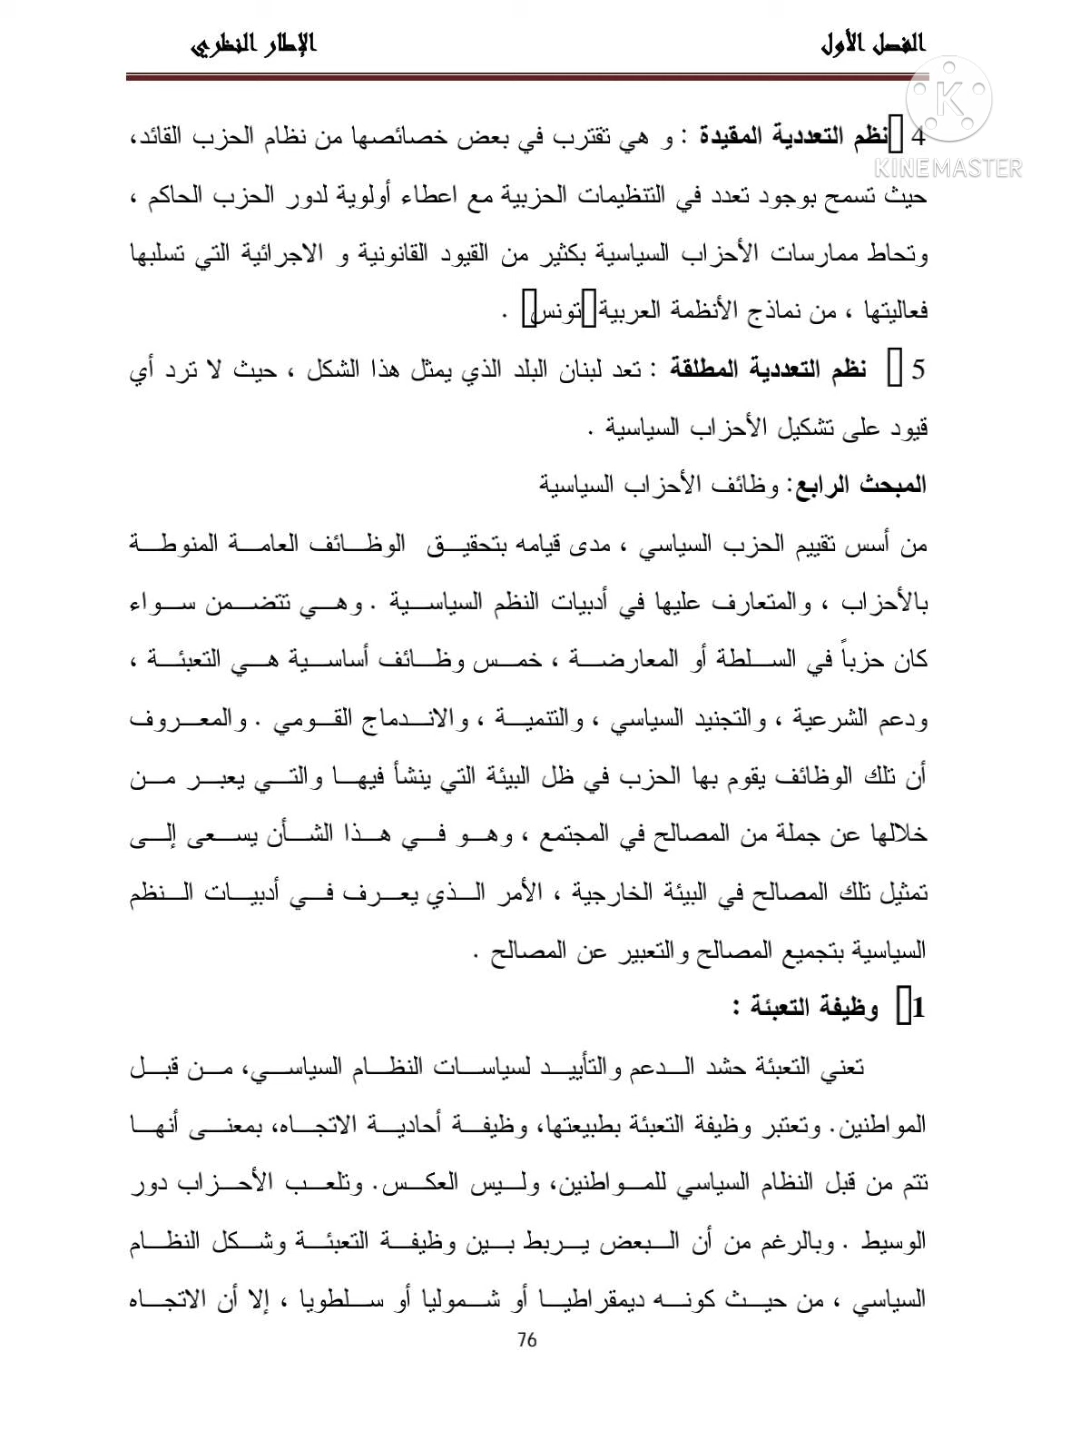 الفصل الأول
الإطار النظري
KINEMASTER
4 نظم التعددية المقيدة : و هي تقترب في بعض خصائصها من نظام الحزب القائد،
حيث تسمح بوجود تعدد في التنظيمات الحزبية مع اعطاء أولوية لدور الحزب الحاكم ،
وتحاط ممارسات الأحزاب السياسية بكثير من القيود القانونية و الاجرائية التي تسلبها
فعاليتها ، من نماذج الأنظمة العربية تونس .
5 نظم التعددية المطلقة : تعد لبنان البلد الذي يمثل هذا الشكل ، حيث لا ترد أي
قيود على تشكيل الأحزاب السياسية .
المبحث الرابع: وظائف الأحزاب السياسية
من أسس تقييم الحزب السياسي ، مدى قيامه بتحقيق الوظائف العامة المنوطة
بالأحزاب ، والمتعارف عليها في أدبيات النظم السياسية . وهي تتضمن سواء
كان حزباً في السلطة أو المعارضة ، خمس وظائف أساسية هي التعبئة ،
ودعم الشرعية ، والتجنيد السياسي ، والتنمية ، والاندماج القومي . والمعروف
أن تلك الوظائف يقوم بها الحزب في ظل البيئة التي ينشأ فيها والتي يعبر من
خلالها عن جملة من المصالح في المجتمع ، وهو في هذا الشأن يسعى إلى
تمثيل تلك المصالح في البيئة الخارجية ، الأمر الذي يعرف في أدبيات النظم
السياسية بتجميع المصالح والتعبير عن المصالح .
1 وظيفة التعبئة :
تعني التعبئة حشد الدعم والتأييد لسياسات النظام السياسي، من قبل
المواطنين. وتعتبر وظيفة التعبئة بطبيعتها، وظيفة أحادية الاتجاه، بمعنى أنها
تتم من قبل النظام السياسي للمواطنين، وليس العكس. وتلعب الأحزاب دور
الوسيط . وبالرغم من أن البعض يربط بين وظيفة التعبئة وشكل النظام
السياسي ، من حيث كونه ديمقراطيا أو شموليا أو سلطويا ، إلا أن الاتجاه
76